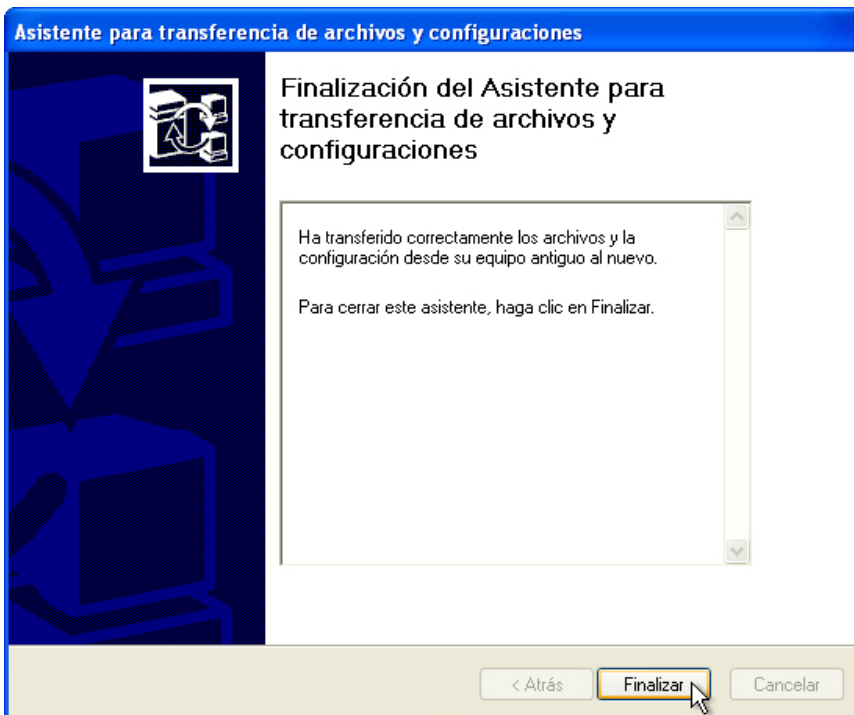 Asistente para transferencia de archivos y configuraciones
Finalización del Asistente para
transferencia de archivos y
configuraciones
Ha transferido correctamente los archivos y la
configuración desde su equipo antiguo al nuevo.
Para cerrar este asistente, haga clic en Finalizar.
< Atrás
Finalizar
Cancelar